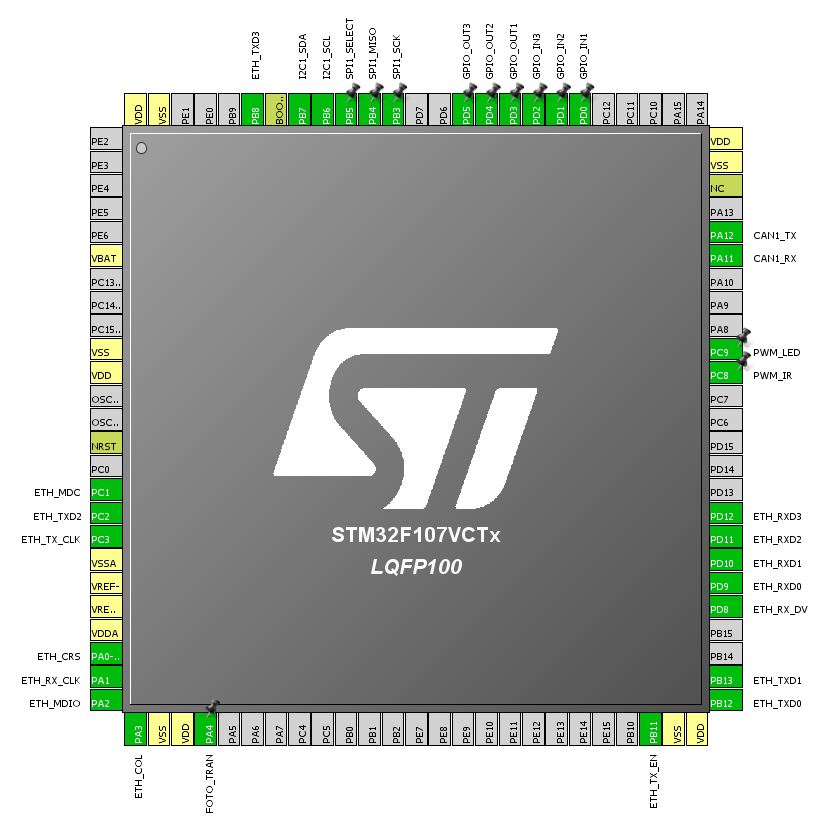 ETH_TXD3
I2C1_SDA
I2C1_SCL
SPI1_SELECT
SPI1_MISO
SPI1_SCK
GPIO_OUT3
GPIO_OUT2
GPIO_OUT1
GPIO_IN3
GPIO_IN2
GPIO_IN1
VDD
VSS
PE1
PE0
PB9
PB8
BOO..
PB7
PB6
PB5
PB4
PB3
PD7
PD6
PD5
PD4
PD3
PD2
PD1
PD0
PC12
PC11
PC10
PA15
PA14
PE2
PE3
PE4
PE5
PE6
VBAT
PC13..
PC14..
PC15..
VSS
VDD
OSC..
OSC..
NRST
PC0
ETH_MDC PC1
ETH_TXD2 PC2
ETH_TX_CLK PC3
VSSA
VREF-
VRE..
VDDA
ETH_CRS PA0-..
ETH_RX_CLK PA1
ETH_MDIO PA2
ST
STM32F107VCTx
LQFP100
VDD
VSS
NC
PA13
PA12 CAN1_TX
PA11 CAN1_RX
PA10
PA9
PA8
PC9 PWM_LED
PC8 PWM_IR
PC7
PC6
PD15
PD14
PD13
PD12 ETH_RXD3
PD11 ETH_RXD2
PD10 ETH_RXD1
PD9 ETH_RXD0
PD8 ETH_RX_DV
PB15
PB14
PB13 ETH_TXD1
PB12 ETH_TXD0
PA3
VSS
VDD
PA4
PA5
PA6
PA7
PC4
PC5
PB0
PB1
PB2
PE7
PE8
PE9
PE10
PE11
PE12
PE13
PE14
PE15
PB10
PB11
VSS
VDD
ETH_COL
FOTO_TRAN
ETH_TX_EN